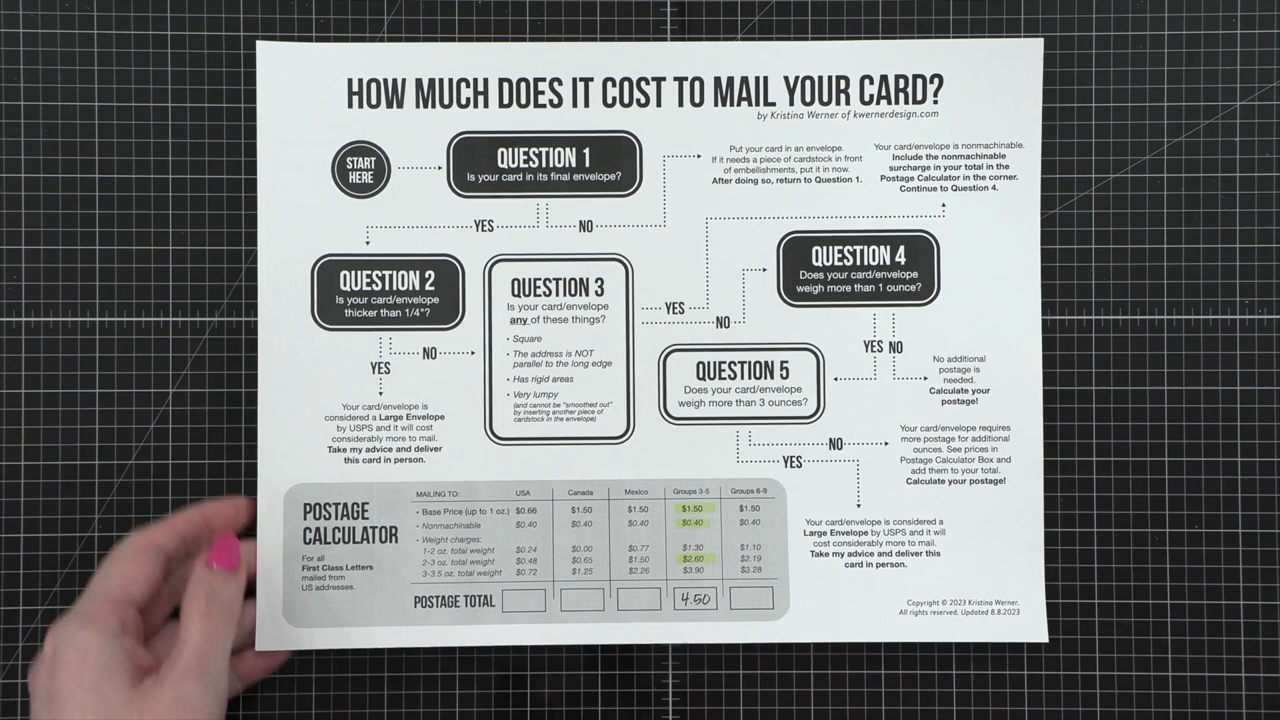 HOW MUCH DOES IT COST TO MAIL YOUR CARD?
by Kristina Werner of kwernerdesign.com
START
HERE
QUESTION 1
Is your card in its final envelope?
Put your card in an envelope.
If it needs a piece of cardstock in front
of embellishments, put it in now.
After doing so, return to Question 1.
Your card/envelope is nonmachinable.
Include the nonmachinable
surcharge in your total in the
Postage Calculator in the corner.
Continue to Question 4.
YES
NO
QUESTION 2
Is your card/envelope
thicker than 1/4"?
YES
NO
Your card/envelope is
considered a Large Envelope
by USPS and it will cost
considerably more to mail.
Take my advice and deliver
this card in person.
QUESTION 3
Is your card/envelope
any of these things?
• Square
• The address is NOT
parallel to the long edge
• Has rigid areas
• Very lumpy
(and cannot be "smoothed out"
by inserting another piece of
cardstock in the envelope)
YES
NO
QUESTION 4
Does your card/envelope
weigh more than 1 ounce?
YES NO
No additional
postage is
needed.
Calculate your
postage!
QUESTION 5
Does your card/envelope
weigh more than 3 ounces?
NO
YES
Your card/envelope requires
more postage for additional
ounces. See prices in
Postage Calculator Box and
add them to your total.
Calculate your postage!
Your card/envelope is considered a
Large Envelope by USPS and it will
cost considerably more to mail.
Take my advice and deliver this
card in person.
POSTAGE
CALCULATOR
For all
First Class Letters
mailed from
US addresses.
MAILING TO: USA Canada Mexico Groups 3-5 Groups 6-9
• Base Price (up to 1 oz.) $0.66 $1.50 $1.50 $1.50 $1.50
• Nonmachinable $0.40 $0.40 $0.40 $0.40 $0.40
• Weight charges:
1-2 oz. total weight $0.24 $0.00 $0.77 $1.30 $1.10
2-3 oz. total weight $0.48 $0.65 $1.50 $2.60 $2.19
3-3.5 oz. total weight $0.72 $1.25 $2.26 $3.90 $3.28
POSTAGE TOTAL 4.50
Copyright © 2023 Kristina Werner.
All rights reserved. Updated 8.8.2023